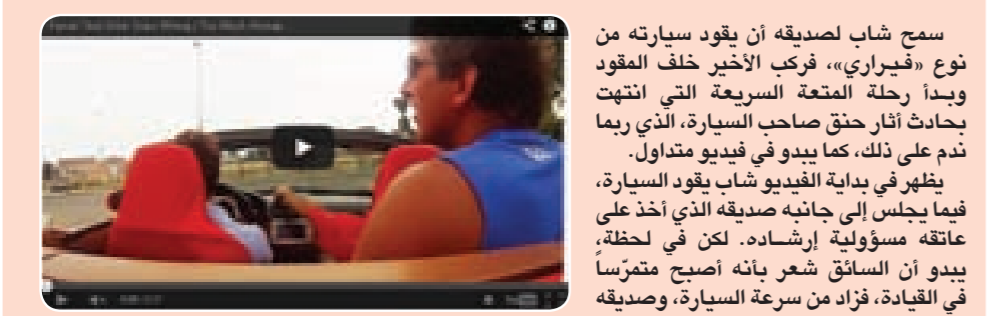 سمح شاب لصديقه أن يقود سيارته من
نوع «فيراري»، فركب الأخير خلف المقود
وبدأ رحلة المتعة السريعة التي انتهت
بحادث أثار حنق صاحب السيارة، الذي ربما
ندم على ذلك، كما يبدو في فيديو متداول.
يظهر في بداية الفيديو شاب يقود السيارة،
فيما يجلس إلى جانبه صديقه الذي أخذ على
عاتقه مسؤولية إرشــاده. لكن في لحظة،
يبدو أن السائق شعر بأنه أصبح متمرّساً
في القيادة، فزاد من سرعة السيارة، وصديقه